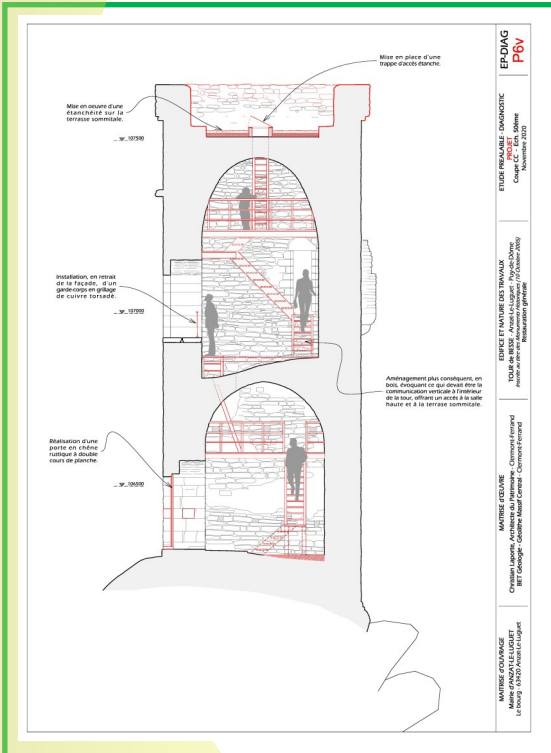 Mise en place d'une
trappe d'accès étanche.
Mise en oeuvre d'une
étanchéité sur la
terrasse sommitale.
107500
Installation, en retrait
de la façade, d'un
garde-corps en grillage
de cuivre torsadé.
107000
Aménagement plus conséquent, en
bois, évoquant ce qui devait être la
communication verticale à l'intérieur
de la tour, offrant un accès à la salle
haute et à la terrase sommitale.
Réalisation d'une
porte en chêne
rustique à double
cours de planche.
106500
EP-DIAG
P6v
ETUDE PREALABLE - DIAGNOSTIC
PROJET
Coupe CC - Ech. 50ème
Novembre 2020
EDIFICE ET NATURE DES TRAVAUX
TOUR de BESSE - Anzat-Le-Luguet - Puy-de-Dôme
Restauration générale
MAITRISE d'ŒUVRE
Christian Laporte, Architecte du Patrimoine - Clermont-Ferrand
BET Géologie - Géolithe Massif Central - Clermont-Ferrand
MAITRISE D'OUVRAGE
Mairie d'ANZAT-LE-LUGUET
Le bourg - 63420 Anzat-Le-Luguet